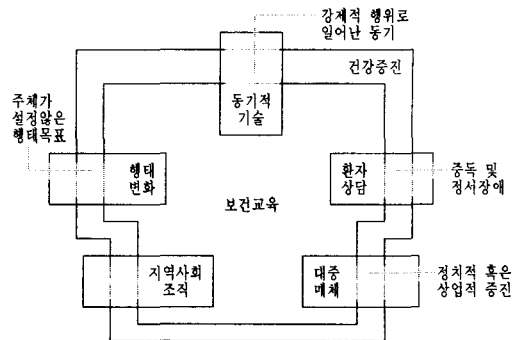 강제적 행위로
일어난 동기
건강증진
동기적
기술
주체가
설정않은
행태목표
행태
변화
환자
상담
중독 및
정서장애
보건교육
지역사회
조직
대중
매체
정치적 혹은
상업적 증진